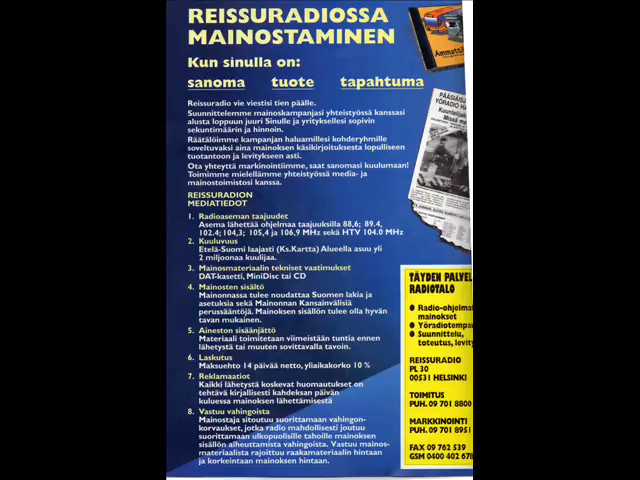 REISSURADIOSSA
MAINOSTAMINEN
Kun sinulla on:
sanoma tuote tapahtuma
Reissuradio vie viestisi tien päälle.
Suunnittelemme mainoskampanjasi yhteistyössä kanssasi
alusta loppuun juuri Sinulle ja yrityksellesi sopivin
sekuntimäärin ja hinnoin.
Räätälöimme kampanjan haluamillesi kohderyhmille
soveltuvaksi aina mainoksen käsikirjoituksesta lopulliseen
tuotantoon ja levitykseen asti.
Ota yhteyttä markinointiimme, saat sanomasi kuulumaan!
Toimimme mielellämme yhteistyössä media- ja
mainostoimistosi kanssa.
REISSURADION
MEDIATIEDOT
1. Radioaseman taajuudet
Asema lähettää ohjelmaa taajuuksilla 88,6; 89.4,
102.4; 104,3; 105,4 ja 106,9 MHz sekä HTV 104.0 MHz
2. Kuuluvuus
Etelä-Suomi laajasti (Ks.Kartta) Alueella asuu yli
2 miljoonaa kuulijaa.
3. Mainosmateriaalin tekniset vaatimukset
DAT-kasetti, MiniDisc tai CD
4. Mainosten sisältö
Mainonnassa tulee noudattaa Suomen lakia ja
asetuksia sekä Mainonnan Kansainvälisiä
perussääntöjä. Mainoksen sisällön tulee olla hyvän
tavan mukainen.
5. Aineston sisäänjättö
Materiaali toimitetaan viimeistään tuntia ennen
lähetystä tai muuten sovittavalla tavoin.
6. Laskutus
Maksuehto 14 päivää netto, yliaikakorko 10 %
7. Reklamaatiot
Kaikki lähetystä koskevat huomautukset on
tehtävä kirjallisesti kahdeksan päivän
kuluessa mainoksen lähettämisestä
8. Vastuu vahingoista
Mainostaja sitoutuu suorittamaan vahingon-
korvaukset, jotka radio mahdollisesti joutuu
suorittamaan ulkopuolisille tahoille mainoksen
sisällön aiheuttamista vahingoista. Vastuu mainos-
materiaalista rajoittuu raakamateriaalin hintaan
ja korkeintaan mainoksen hintaan.
Ammatti
PÄÄSIÄIS
YÖRADIO
TÄYDEN PALVEL
RADIOTALO
● Radio-ohjelmat
mainokset
● Yöradiotempa
● Suunnittelu,
toteutus, levity
REISSURADIO
PL 30
00531 HELSINKI
TOIMITUS
PUH. 09 701 8800
MARKKINOINTI
PUH. 09 701 8951
FAX 09 762 539
GSM 0400 402 678